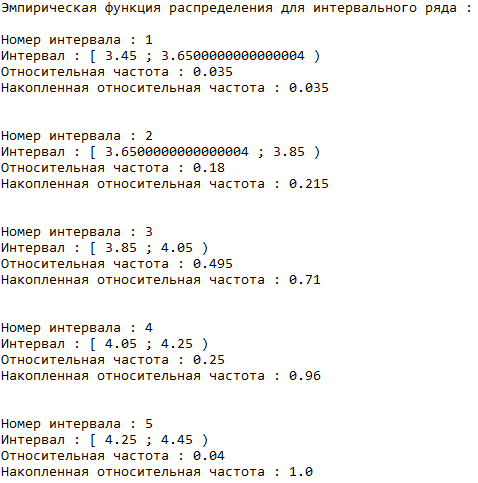 Эмпирическая функция распределения для интервального ряда :
Номер интервала : 1
Интервал : [ 3.45 ; 3.6500000000000004 )
Относительная частота : 0.035
Накопленная относительная частота : 0.035
Номер интервала : 2
Интервал : [ 3.6500000000000004 ; 3.85 )
Относительная частота : 0.18
Накопленная относительная частота : 0.215
Номер интервала : 3
Интервал : [ 3.85 ; 4.05 )
Относительная частота : 0.495
Накопленная относительная частота : 0.71
Номер интервала : 4
Интервал : [ 4.05 ; 4.25 )
Относительная частота : 0.25
Накопленная относительная частота : 0.96
Номер интервала : 5
Интервал : [ 4.25 ; 4.45 )
Относительная частота : 0.04
Накопленная относительная частота : 1.0